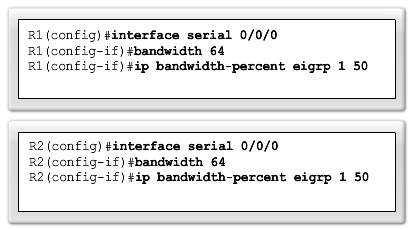 R1(config)#interface serial 0/0/0
R1(config-if)#bandwidth 64
R1(config-if)#ip bandwidth-percent eigrp 1 50
R2(config)#interface serial 0/0/0
R2(config-if)#bandwidth 64
R2(config-if)#ip bandwidth-percent eigrp 1 50